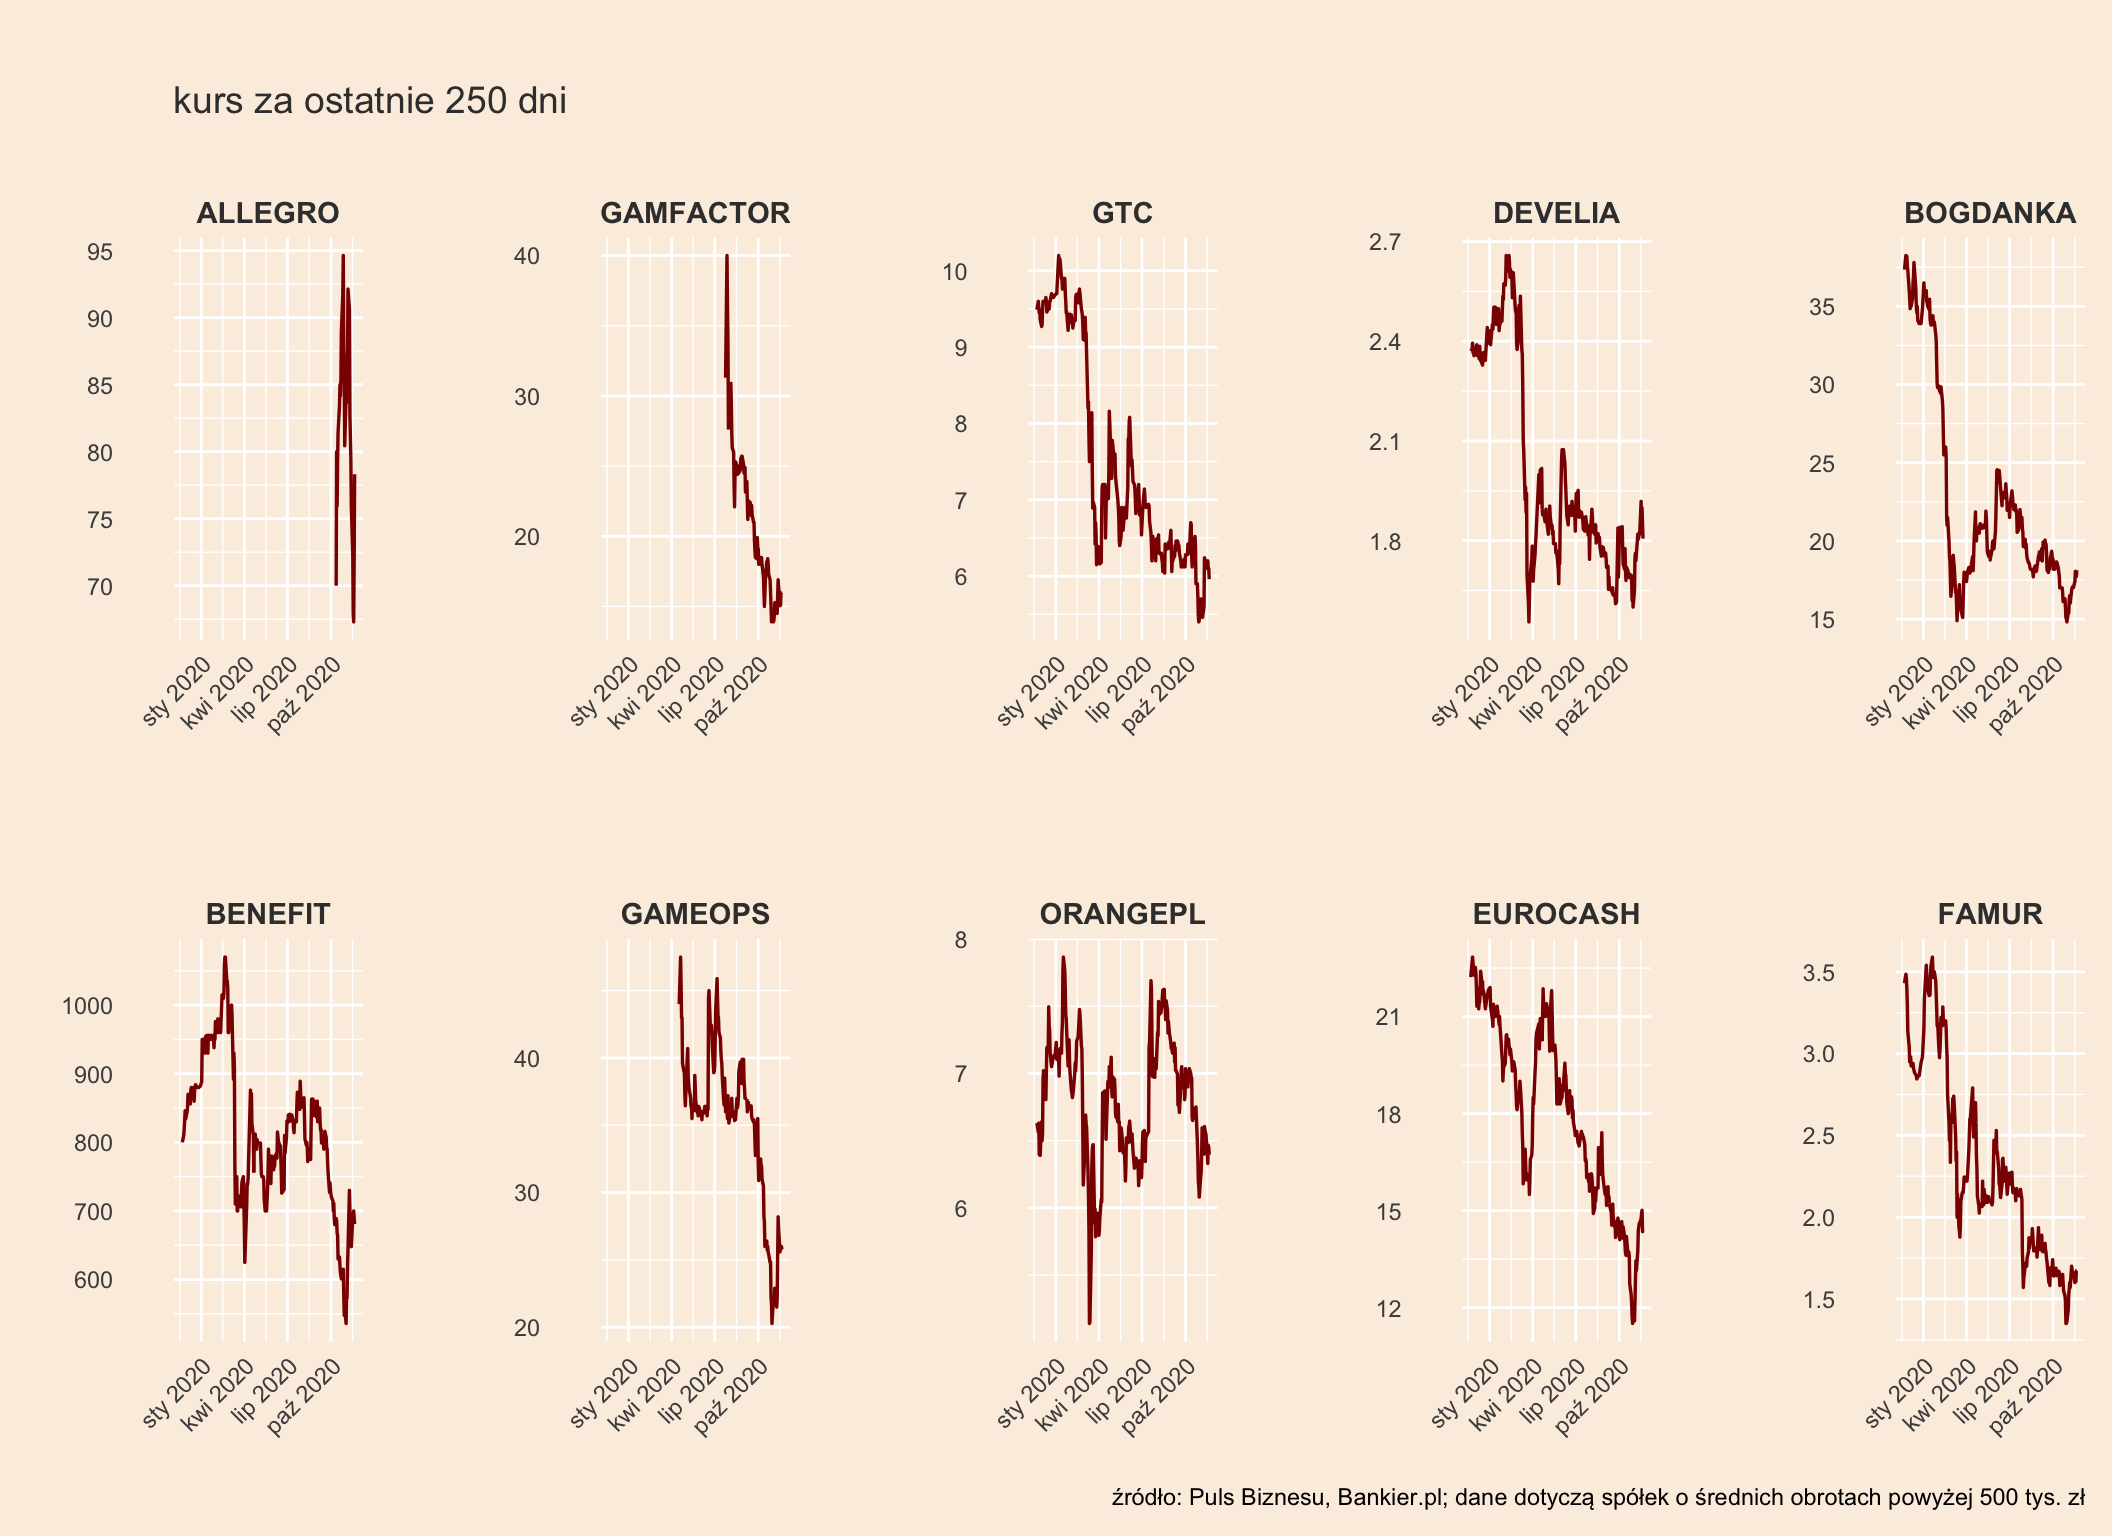 kurs za ostatnie 250 dni
ALLEGRO
95
90
85
80
75
70
sty 2020
kwi 2020
lip 2020
paź 2020
GAMFACTOR
40
30
20
sty 2020
kwi 2020
lip 2020
paź 2020
GTC
10
9
8
7
6
sty 2020
kwi 2020
lip 2020
paź 2020
DEVELIA
2.7
2.4
2.1
1.8
sty 2020
kwi 2020
lip 2020
paź 2020
BOGDANKA
35
30
25
20
15
sty 2020
kwi 2020
lip 2020
paź 2020
BENEFIT
1000
900
800
700
600
sty 2020
kwi 2020
lip 2020
paź 2020
GAMEOPS
40
30
20
sty 2020
kwi 2020
lip 2020
paź 2020
ORANGEPL
8
7
6
sty 2020
kwi 2020
lip 2020
paź 2020
EUROCASH
21
18
15
12
sty 2020
kwi 2020
lip 2020
paź 2020
FAMUR
3.5
3.0
2.5
2.0
1.5
sty 2020
kwi 2020
lip 2020
paź 2020
źródło: Puls Biznesu, Bankier.pl; dane dotyczą spółek o średnich obrotach powyżej 500 tys. zł